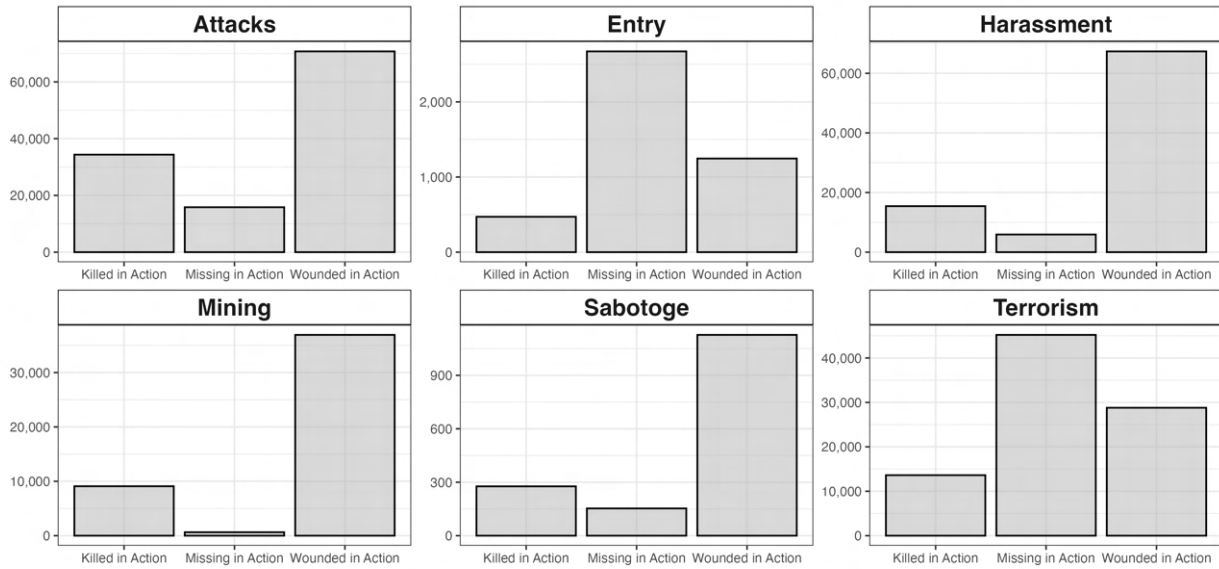 Attacks
60,000
40,000
20,000
0
Killed in Action Missing in Action Wounded in Action
Entry
2,000
1,000
0
Killed in Action Missing in Action Wounded in Action
Harassment
60,000
40,000
20,000
0
Killed in Action Missing in Action Wounded in Action
Mining
30,000
20,000
10,000
0
Killed in Action Missing in Action Wounded in Action
Sabotoge
900
600
300
0
Killed in Action Missing in Action Wounded in Action
Terrorism
40,000
30,000
20,000
10,000
0
Killed in Action Missing in Action Wounded in Action